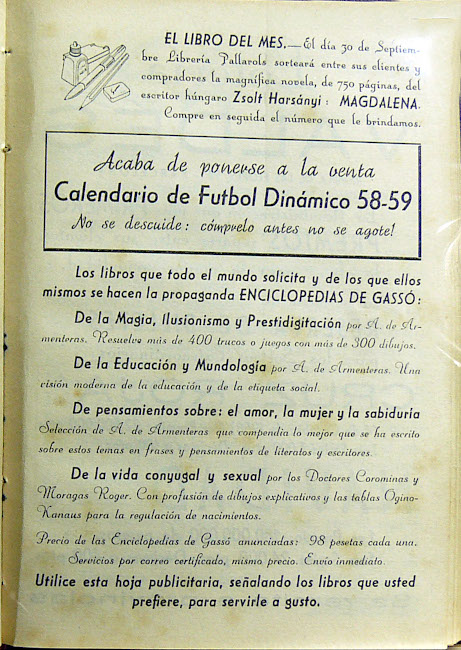 EL LIBRO DEL MES.—El día 30 de Septiem-
bre Librería Pallarols sorteará entre sus clientes y
compradores la magnífica novela, de 750 páginas, del
escritor húngaro Zsolt Harsányi: MAGDALENA.
Compre en seguida el número que le brindamos.
Acaba de ponerse a la venta
Calendario de Futbol Dinámico 58-59
No se descuide: cómprelo antes no se agote!
Los libros que todo el mundo solicita y de los que ellos
mismos se hacen la propaganda ENCICLOPEDIAS DE GASSÓ:
De la Magia, Ilusionismo y Prestidigitación por A. de Ar-
menteras. Resuelve más de 400 trucos o juegos con más de 300 dibujos.
De la Educación y Mundología por A. de Armenteras. Una
visión moderna de la educación y de la etiqueta social.
De pensamientos sobre: el amor, la mujer y la sabiduría
Selección de A. de Armenteras que compendia lo mejor que se ha escrito
sobre estos temas en frases y pensamientos de literatos y escritores.
De la vida conyugal y sexual por los Doctores Corominas y
Moragas Roger. Con profusión de dibujos explicativos y las tablas Ogino-
Kanaus para la regulación de nacimientos.
Precio de las Enciclopedias de Gassó anunciadas: 98 pesetas cada una.
Servicios por correo certificado, mismo precio. Envío inmediato.
Utilice esta hoja publicitaria, señalando los libros que usted
prefiere, para servirle a gusto.